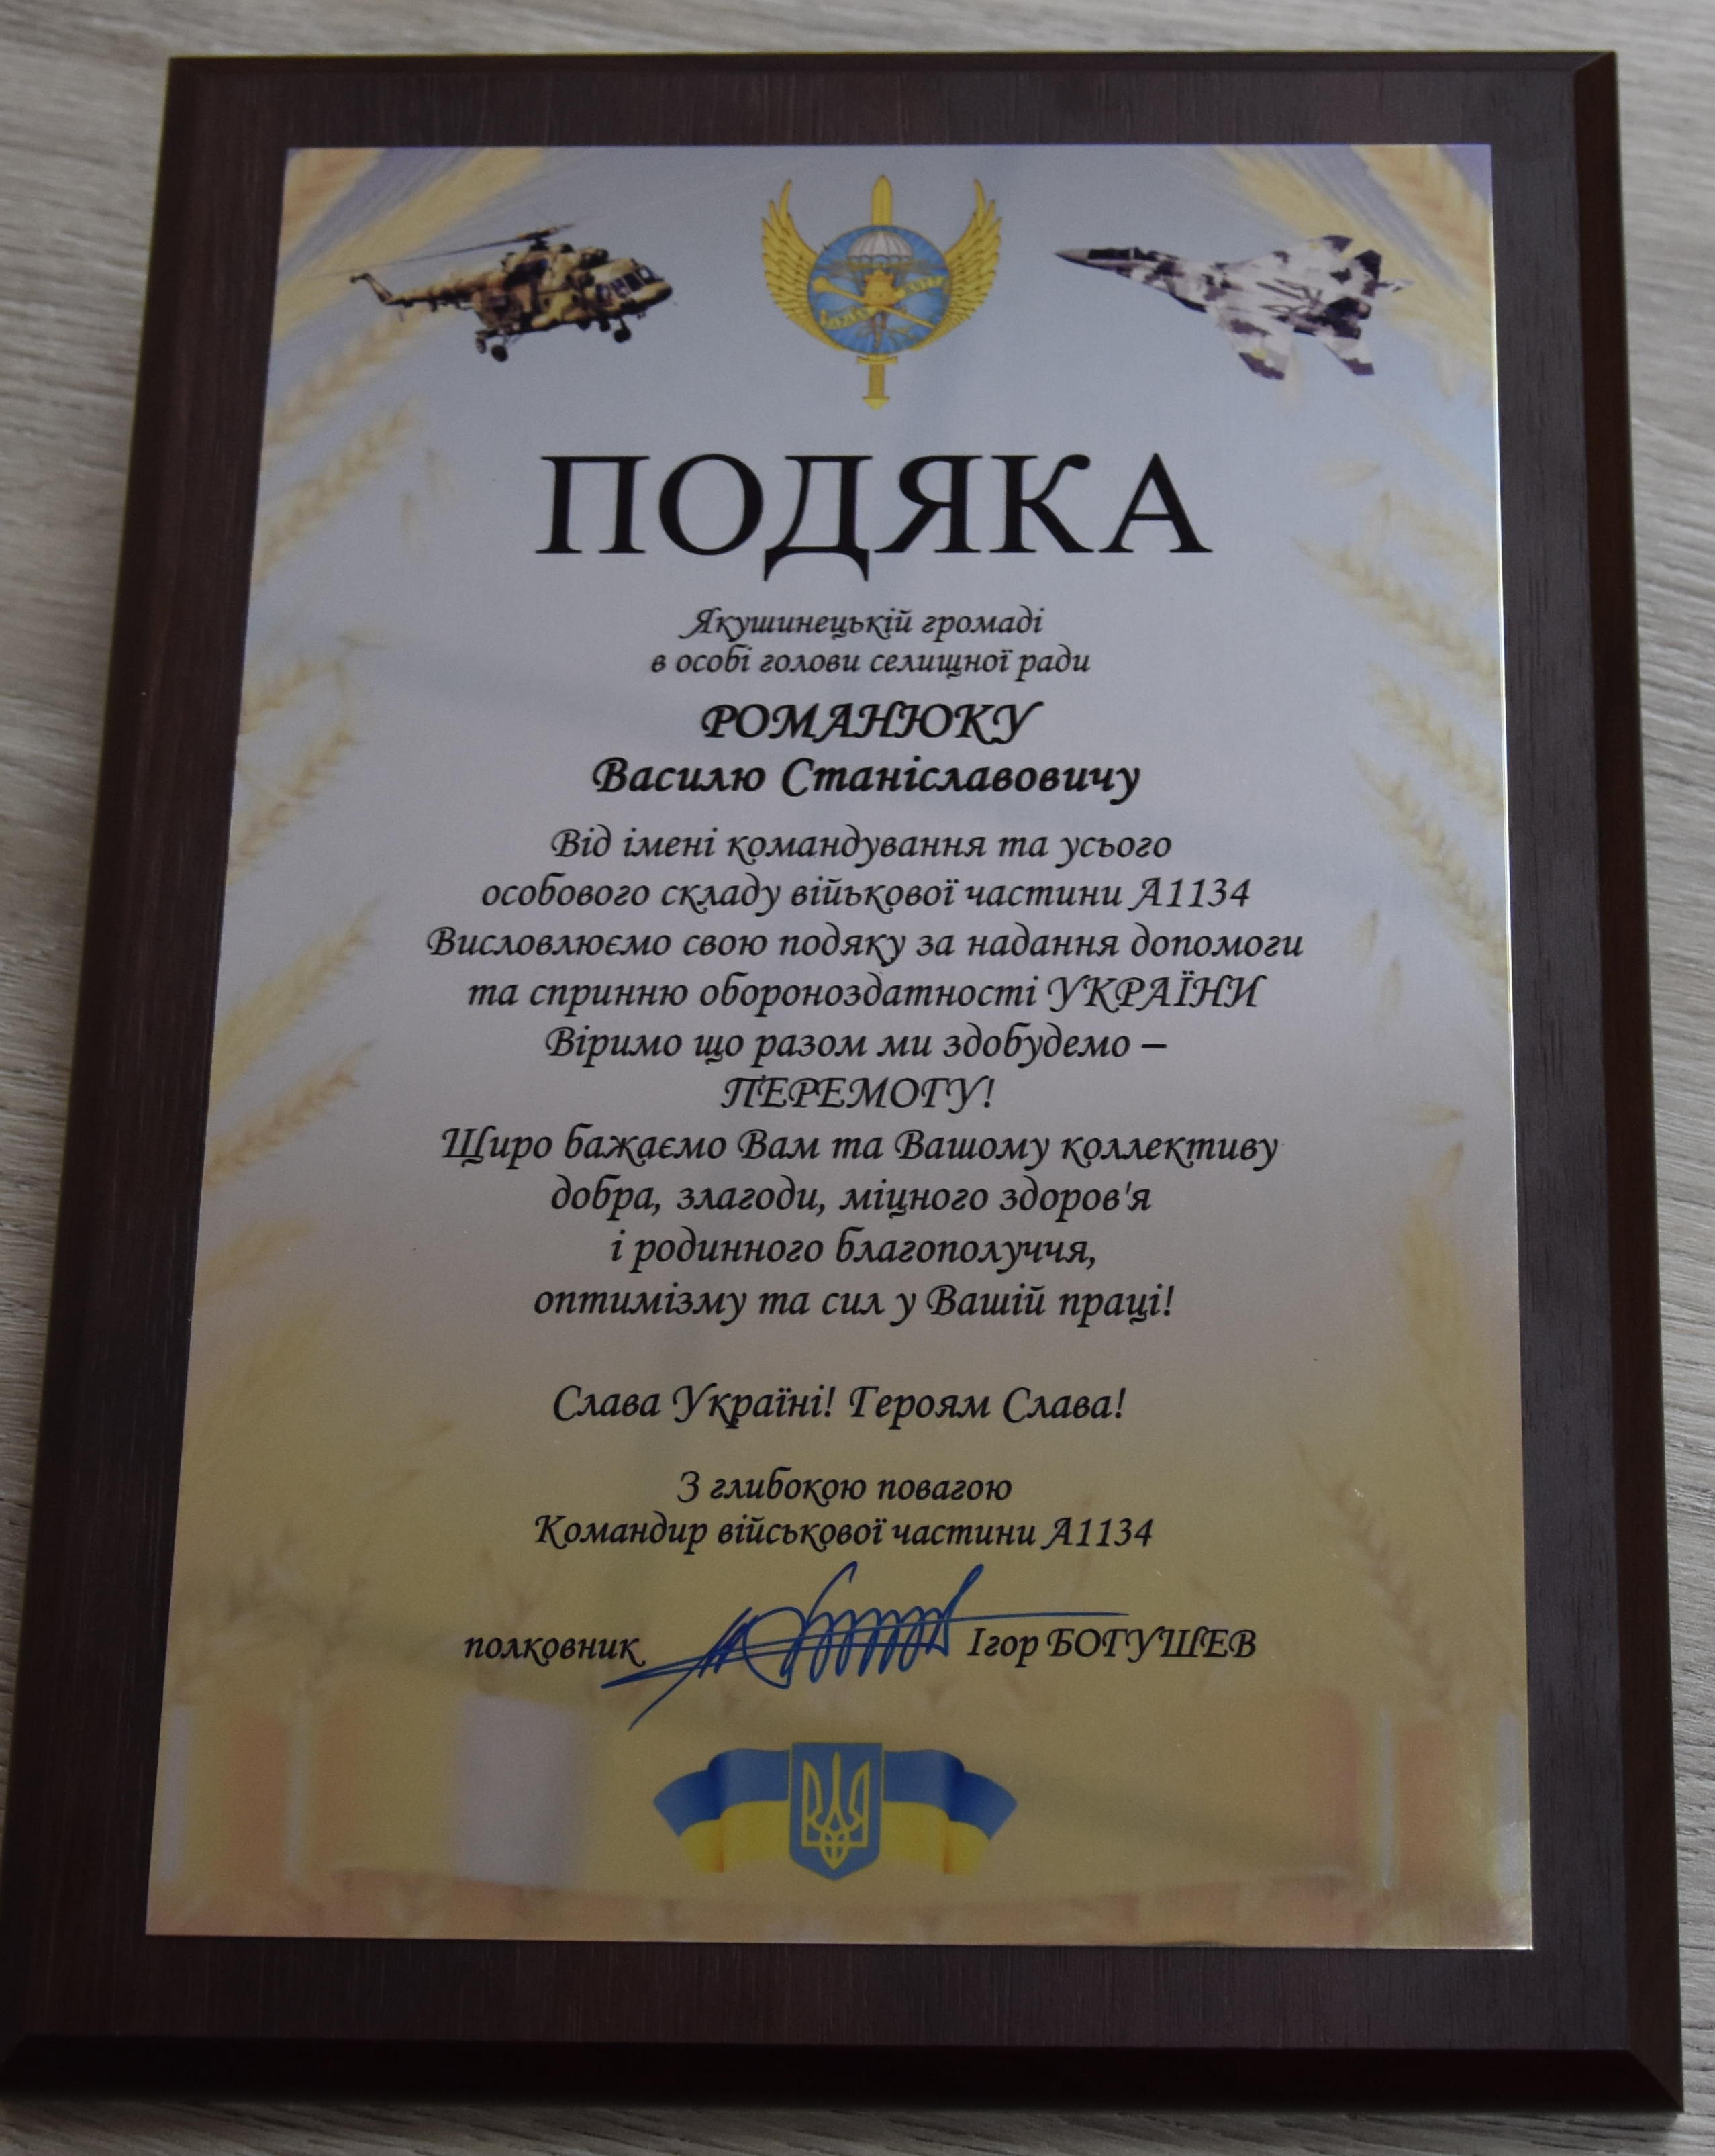 ПОДЯКА
Якушинецькій громаді
в особі голови селищної ради
РОМАНЮКУ
Василю Станіславовичу
Від імені командування та усього
особового складу війькової частини А1134
Висловлюємо свою подяку за надання допомоги
та спринню обороноздатності УКРАЇНИ
Віримо що разом ми здобудемо –
ПЕРЕМОГУ!
Щиро бажаємо Вам та Вашому коллективу
добра, злагоди, міцного здоров'я
і родинного благополуччя,
оптимізму та сил у Вашій праці!
Слава Україні! Героям Слава!
З глибокою повагою
Командир військової частини А1134
полковник Ігор БОГУШЕВ